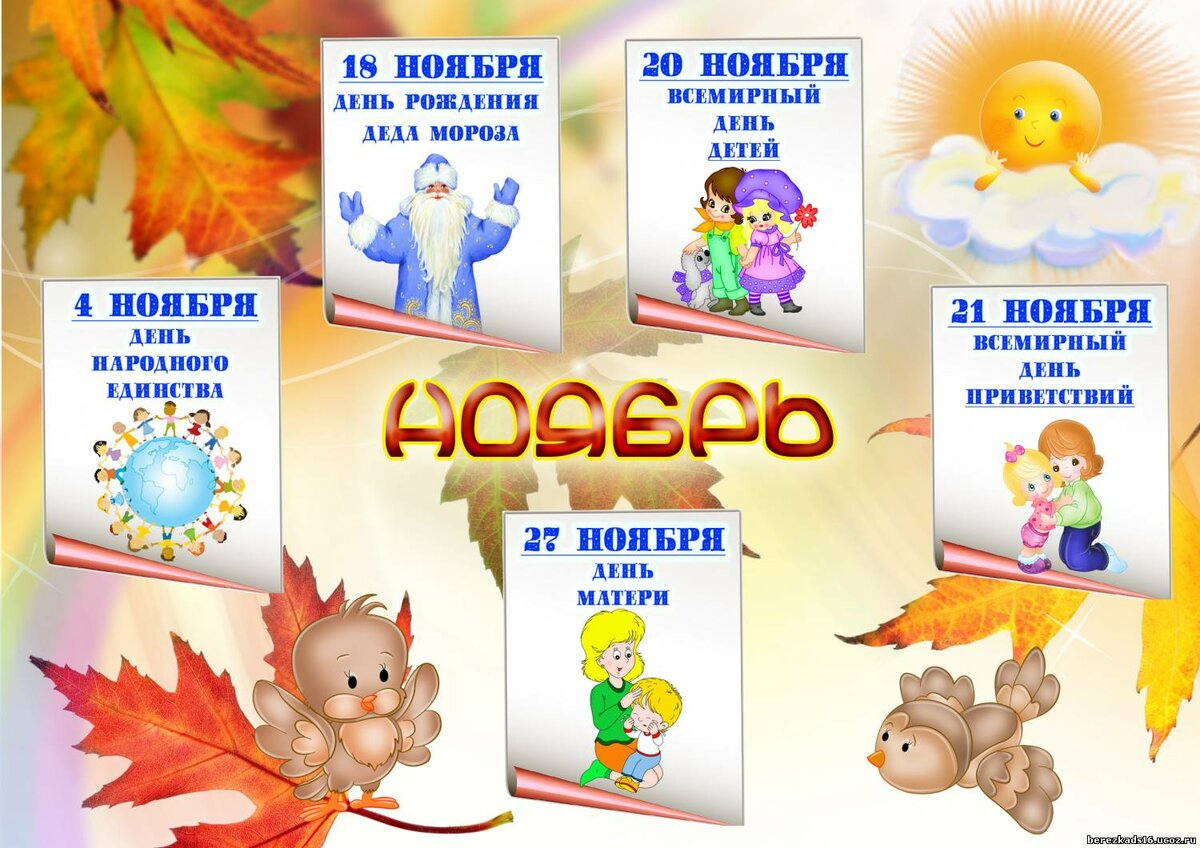 18 НОЯБРЯ
ДЕНЬ РОЖДЕНИЯ
ДЕДА МОРОЗА
20 НОЯБРЯ
ВСЕМИРНЫЙ
ДЕНЬ
ДЕТЕЙ
4 НОЯБРЯ
ДЕНЬ
НАРОДНОГО
ЕДИНСТВА
21 НОЯБРЯ
ВСЕМИРНЫЙ
ДЕНЬ
ПРИВЕТСТВИЙ
НОЯБРЬ
27 НОЯБРЯ
ДЕНЬ
МАТЕРИ
berezkads16.ucoz.ru